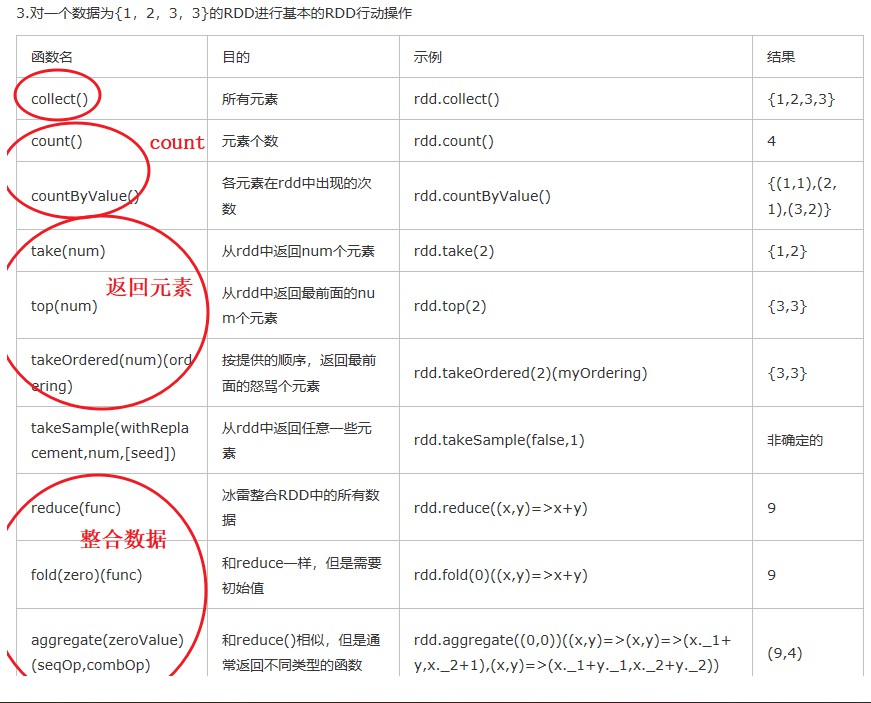 3.对一个数据为{1，2，3，3}的RDD进行基本的RDD行动操作
函数名 目的 示例 结果
collect() 所有元素 rdd.collect() {1,2,3,3}
count() count 元素个数 rdd.count() 4
countByValue() 各元素在rdd中出现的次 rdd.countByValue() {(1,1),(2,
数 1),(3,2)}
take(num) 从rdd中返回num个元素 rdd.take(2) {1,2}
返回元素
top(num) 从rdd中返回最前面的nu rdd.top(2) {3,3}
m个元素
takeOrdered(num)(ord 按提供的顺序，返回最前 rdd.takeOrdered(2)(myOrdering) {3,3}
ering) 面的怒骂个元素
takeSample(withRepla 从rdd中返回任意一些元 rdd.takeSample(false,1) 非确定的
cement,num,[seed]) 素
reduce(func) 冰雷整合RDD中的所有数 rdd.reduce((x,y)=>x+y) 9
据
整合数据
fold(zero)(func) 和reduce一样，但是需要 rdd.fold(0)((x,y)=>x+y) 9
初始值
aggregate(zeroValue) 和reduce()相似，但是通 rdd.aggregate((0,0))((x,y)=>(x,y)=>(x._1+ (9,4)
(seqOp,combOp) 常返回不同类型的函数 y,x._2+1),(x,y)=>(x._1+y._1,x._2+y._2))